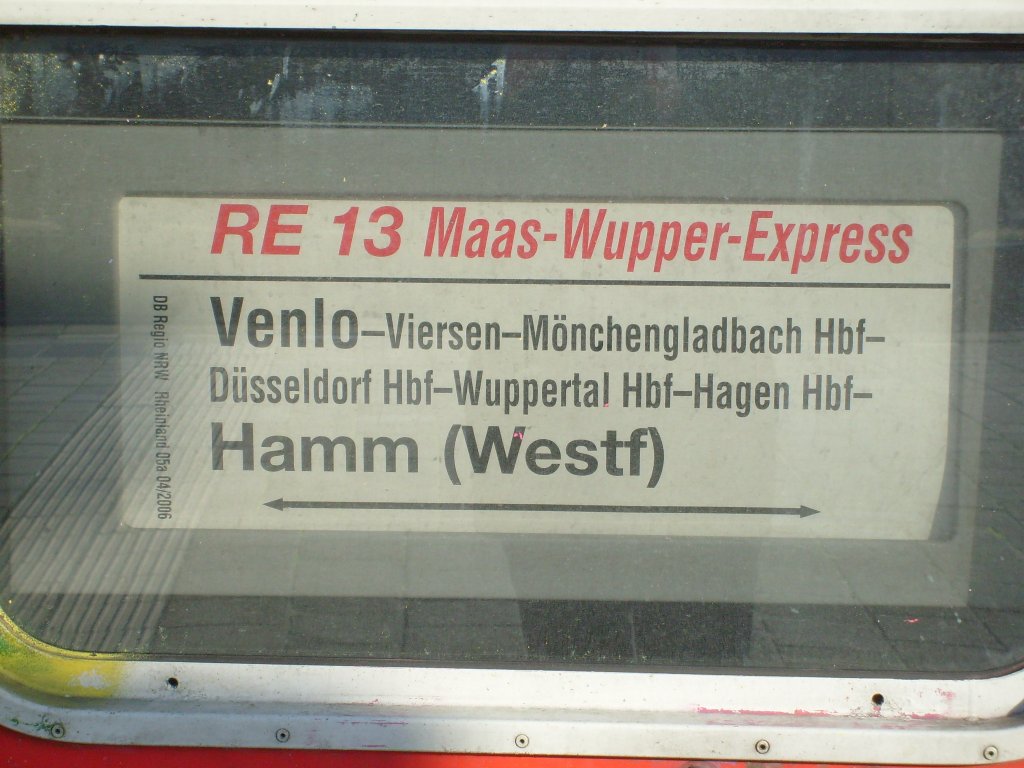 RE 13 Maas-Wupper-Express
Venlo–Viersen–Mönchengladbach Hbf–
Düsseldorf Hbf–Wuppertal Hbf–Hagen Hbf–
Hamm (Westf)
DB Regio NRW Rheinland 05a 04/2006